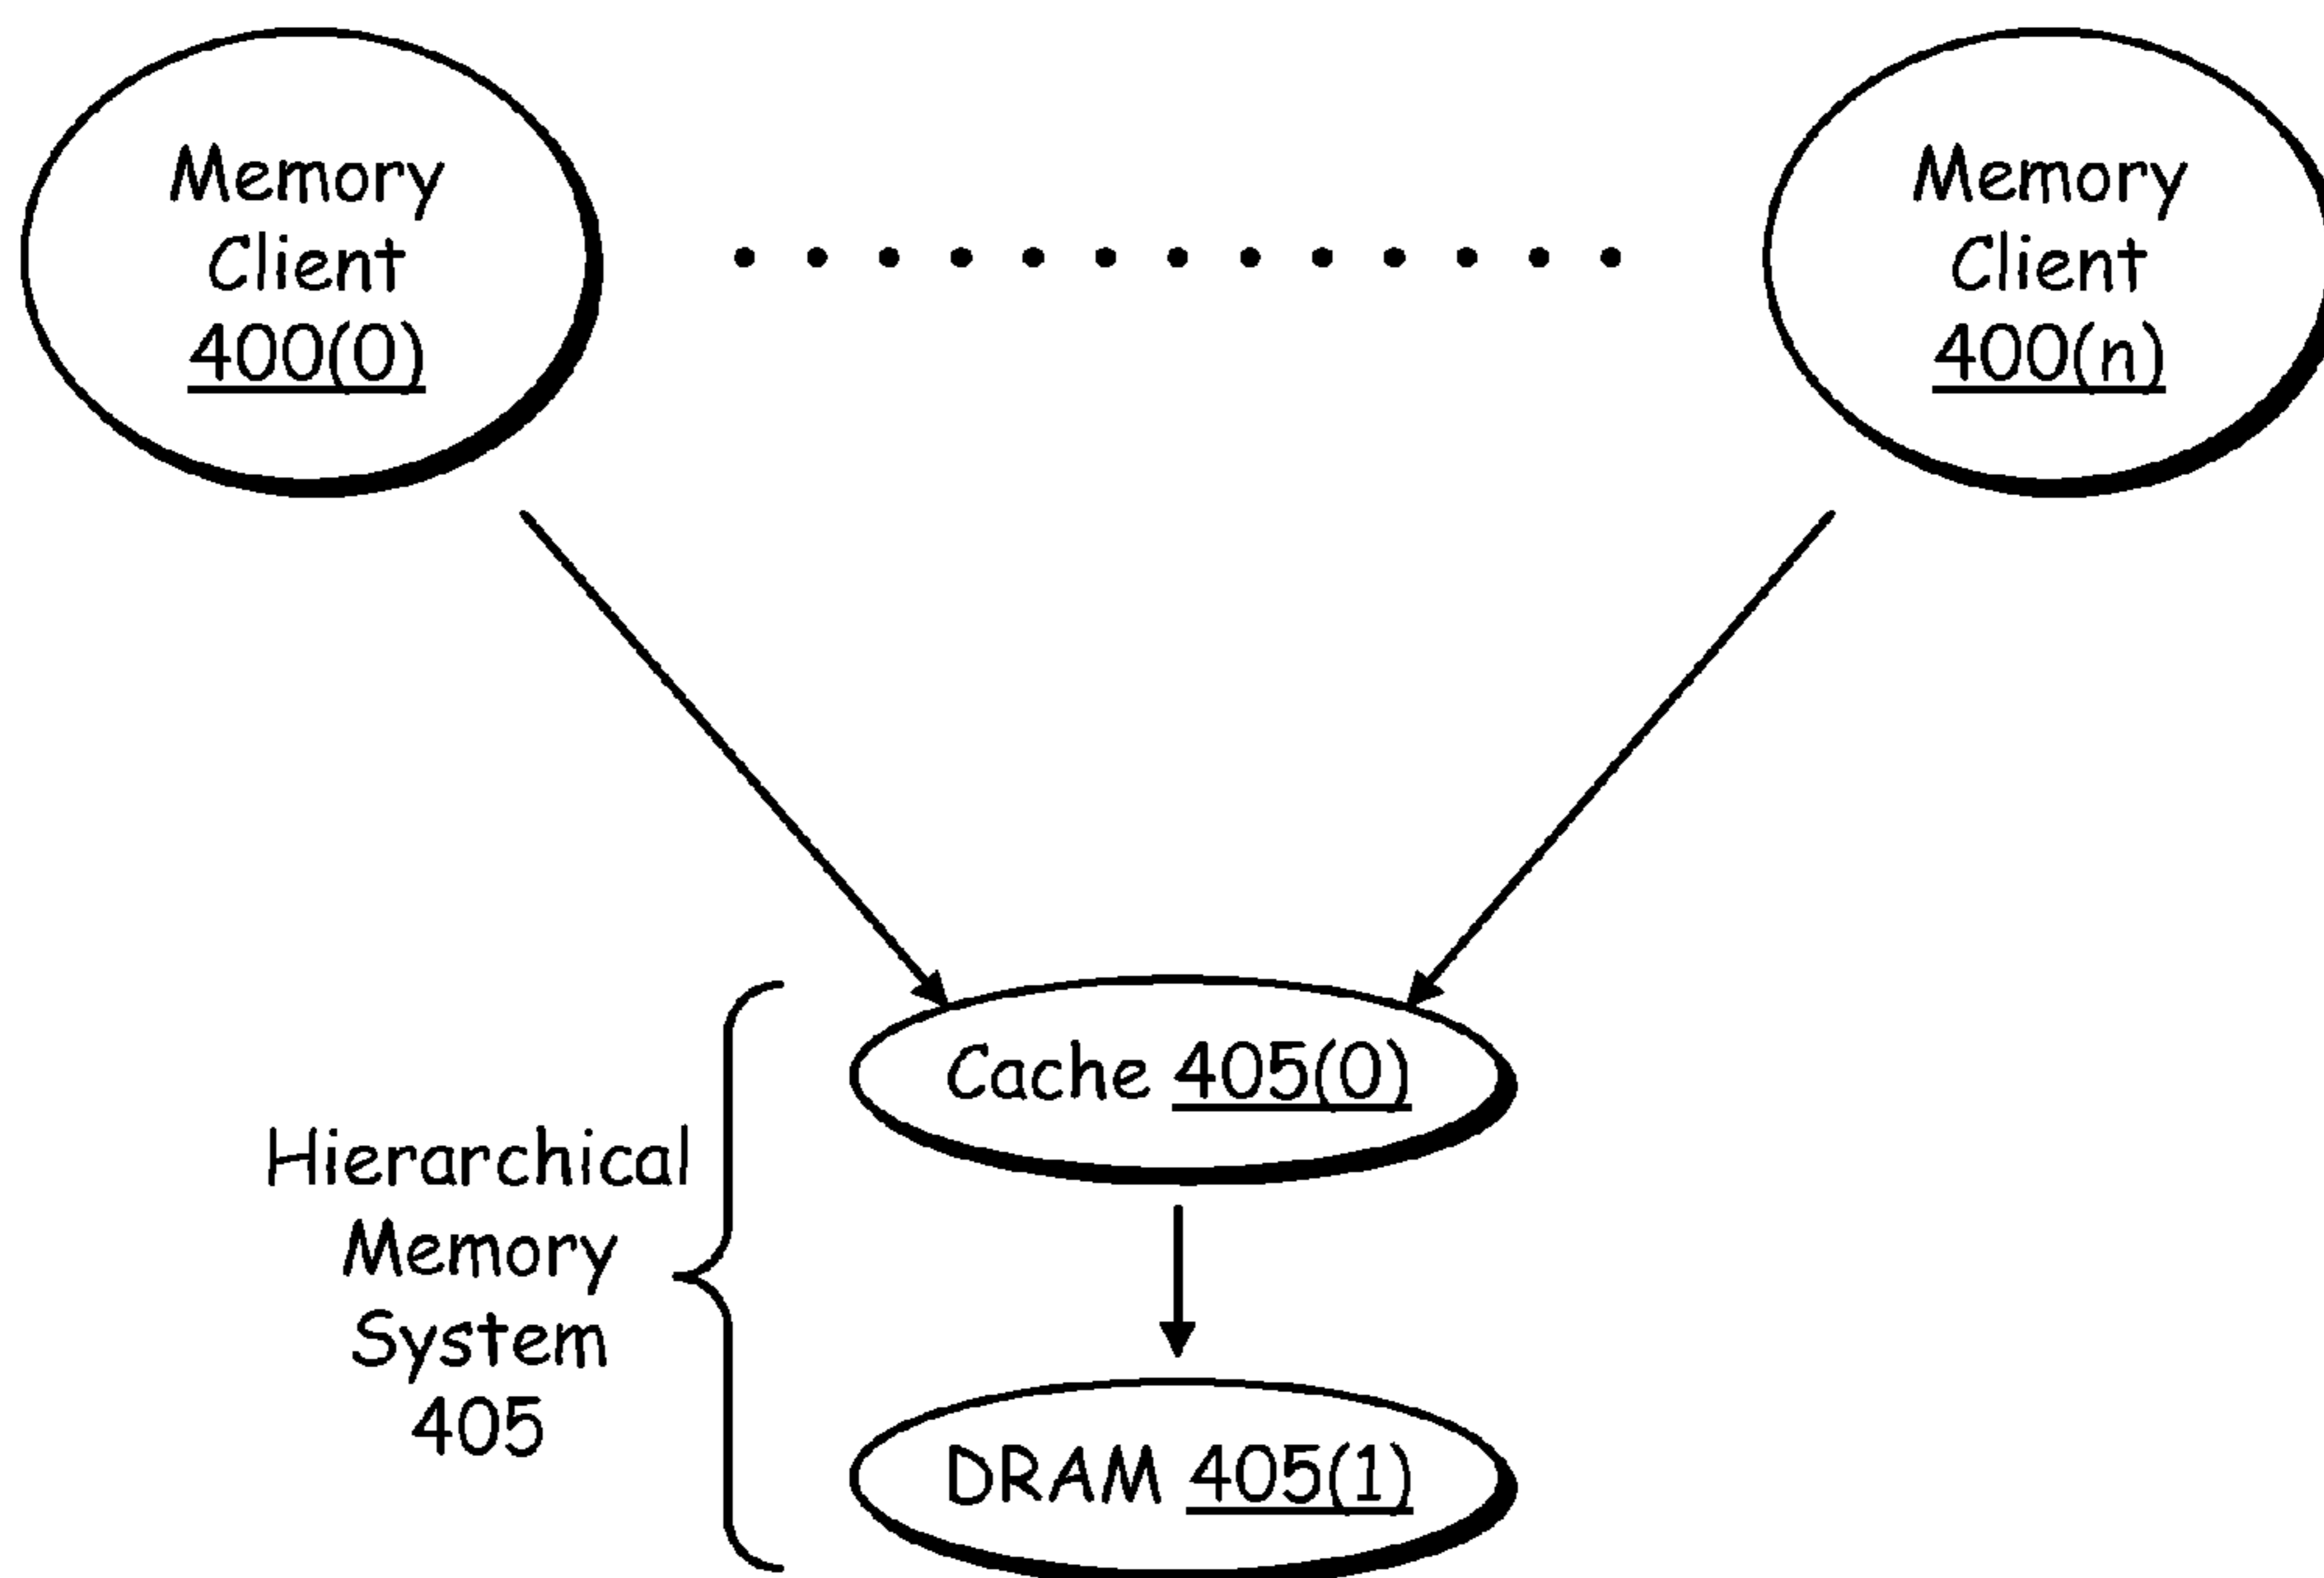 Memory
Client
400(0)
Memory
Client
400(n)
Cache 405(0)
Hierarchical
Memory
System
405
DRAM 405(1)